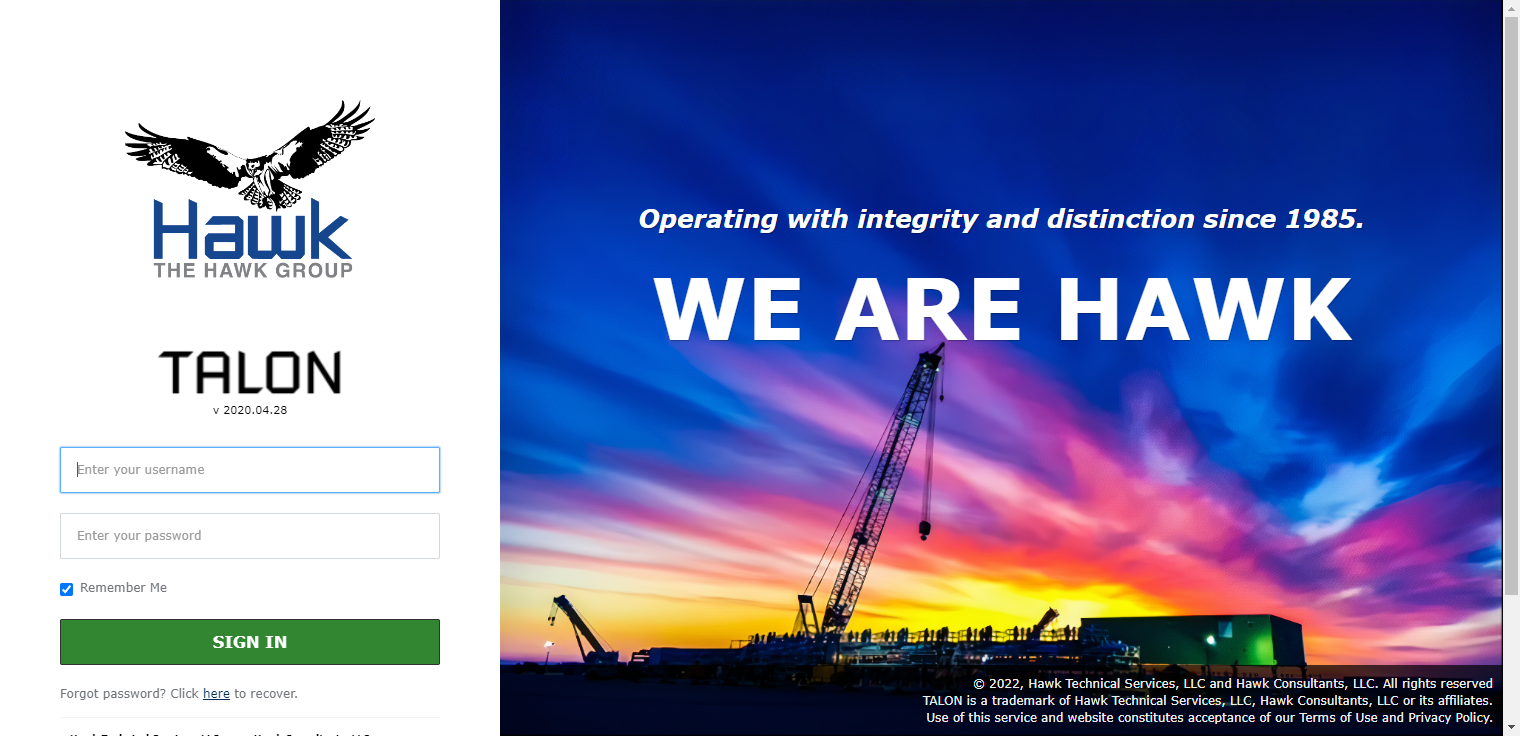 Hawk
THE HAWK GROUP
TALON
v 2020.04.28
Enter your username
Enter your password
Remember Me
SIGN IN
Forgot password? Click here to recover.
Operating with integrity and distinction since 1985.
WE ARE HAWK
© 2022, Hawk Technical Services, LLC and Hawk Consultants, LLC. All rights reserved
TALON is a trademark of Hawk Technical Services, LLC, Hawk Consultants, LLC or its affiliates.
Use of this service and website constitutes acceptance of our Terms of Use and Privacy Policy.